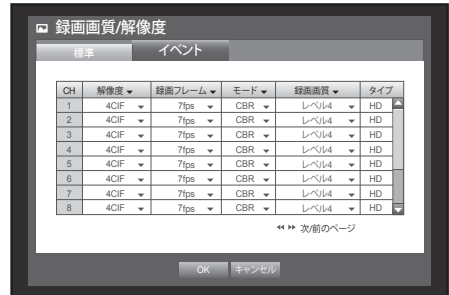 録画画質/解像度
標準 イベント
CH 解像度 録画フレーム モード 録画画質 タイプ
1 4CIF 7fps CBR レベル4 HD
2 4CIF 7fps CBR レベル4 HD
3 4CIF 7fps CBR レベル4 HD
4 4CIF 7fps CBR レベル4 HD
5 4CIF 7fps CBR レベル4 HD
6 4CIF 7fps CBR レベル4 HD
7 4CIF 7fps CBR レベル4 HD
8 4CIF 7fps CBR レベル4 HD
次/前のページ
OK キャンセル